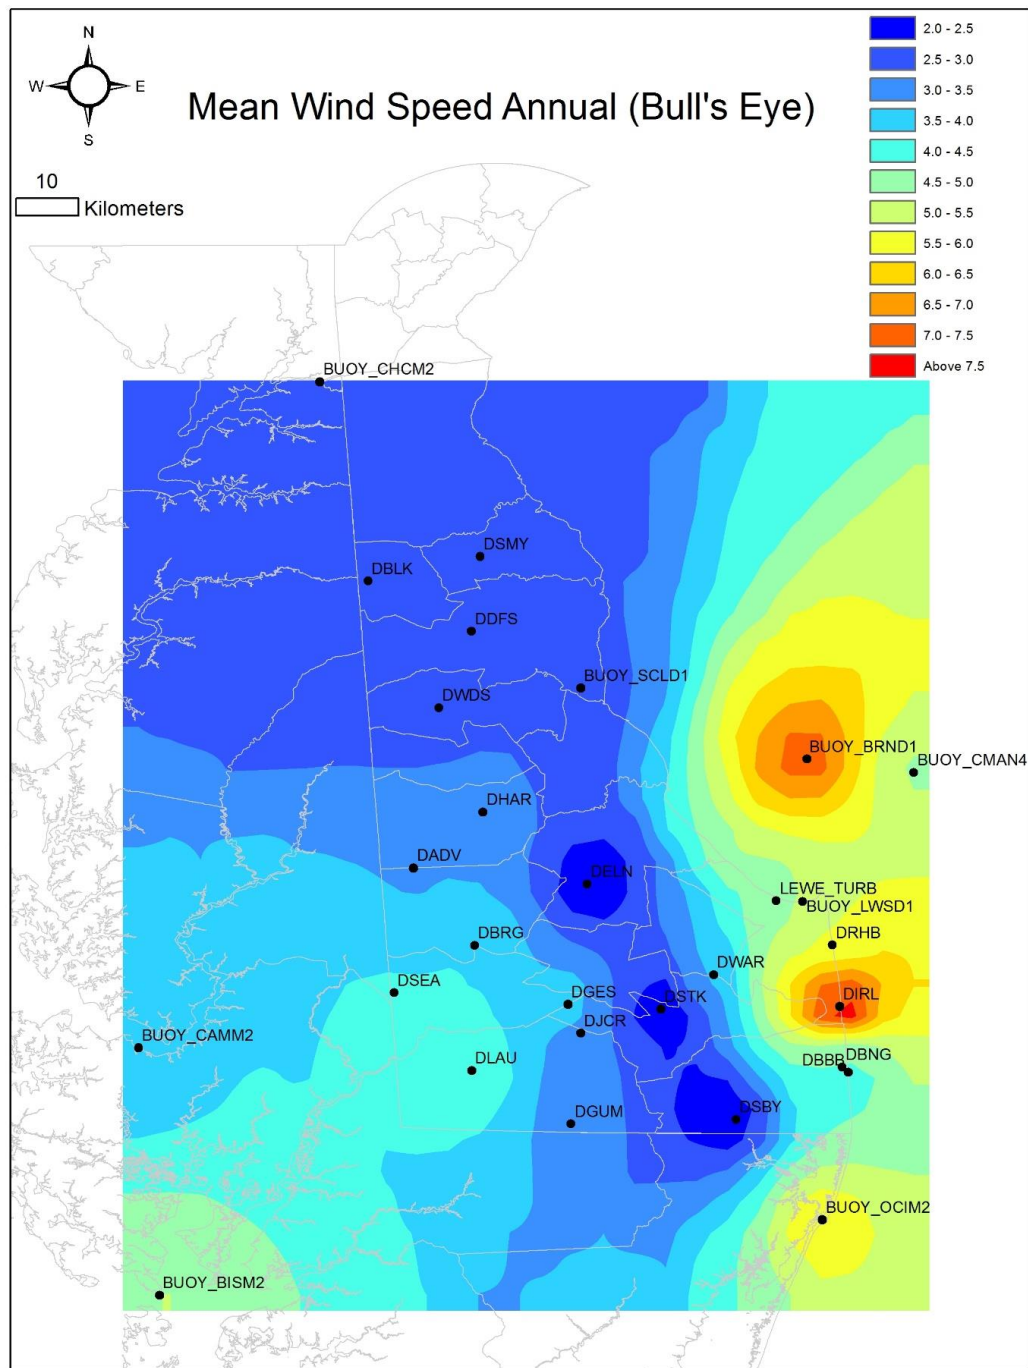 N
W E
S
Mean Wind Speed Annual (Bull's Eye)
10
Kilometers
2.0 - 2.5
2.5 - 3.0
3.0 - 3.5
3.5 - 4.0
4.0 - 4.5
4.5 - 5.0
5.0 - 5.5
5.5 - 6.0
6.0 - 6.5
6.5 - 7.0
7.0 - 7.5
Above 7.5
BUOY_CHCM2
DSMY
DBLK
DDFS
BUOY_SCLD1
DWDS
BUOY_BRND1
BUOY_CMAN4
DHAR
DADV
DELN
LEWE_TURB
BUOY_LWSD1
DBRG
DRHB
DWAR
DSEA
DGES
DSTK
DIRL
DJCR
BUOY_CAMM2
DLAU
DBBB
DBNG
DGUM
DSBY
BUOY_OCIM2
BUOY_BISM2